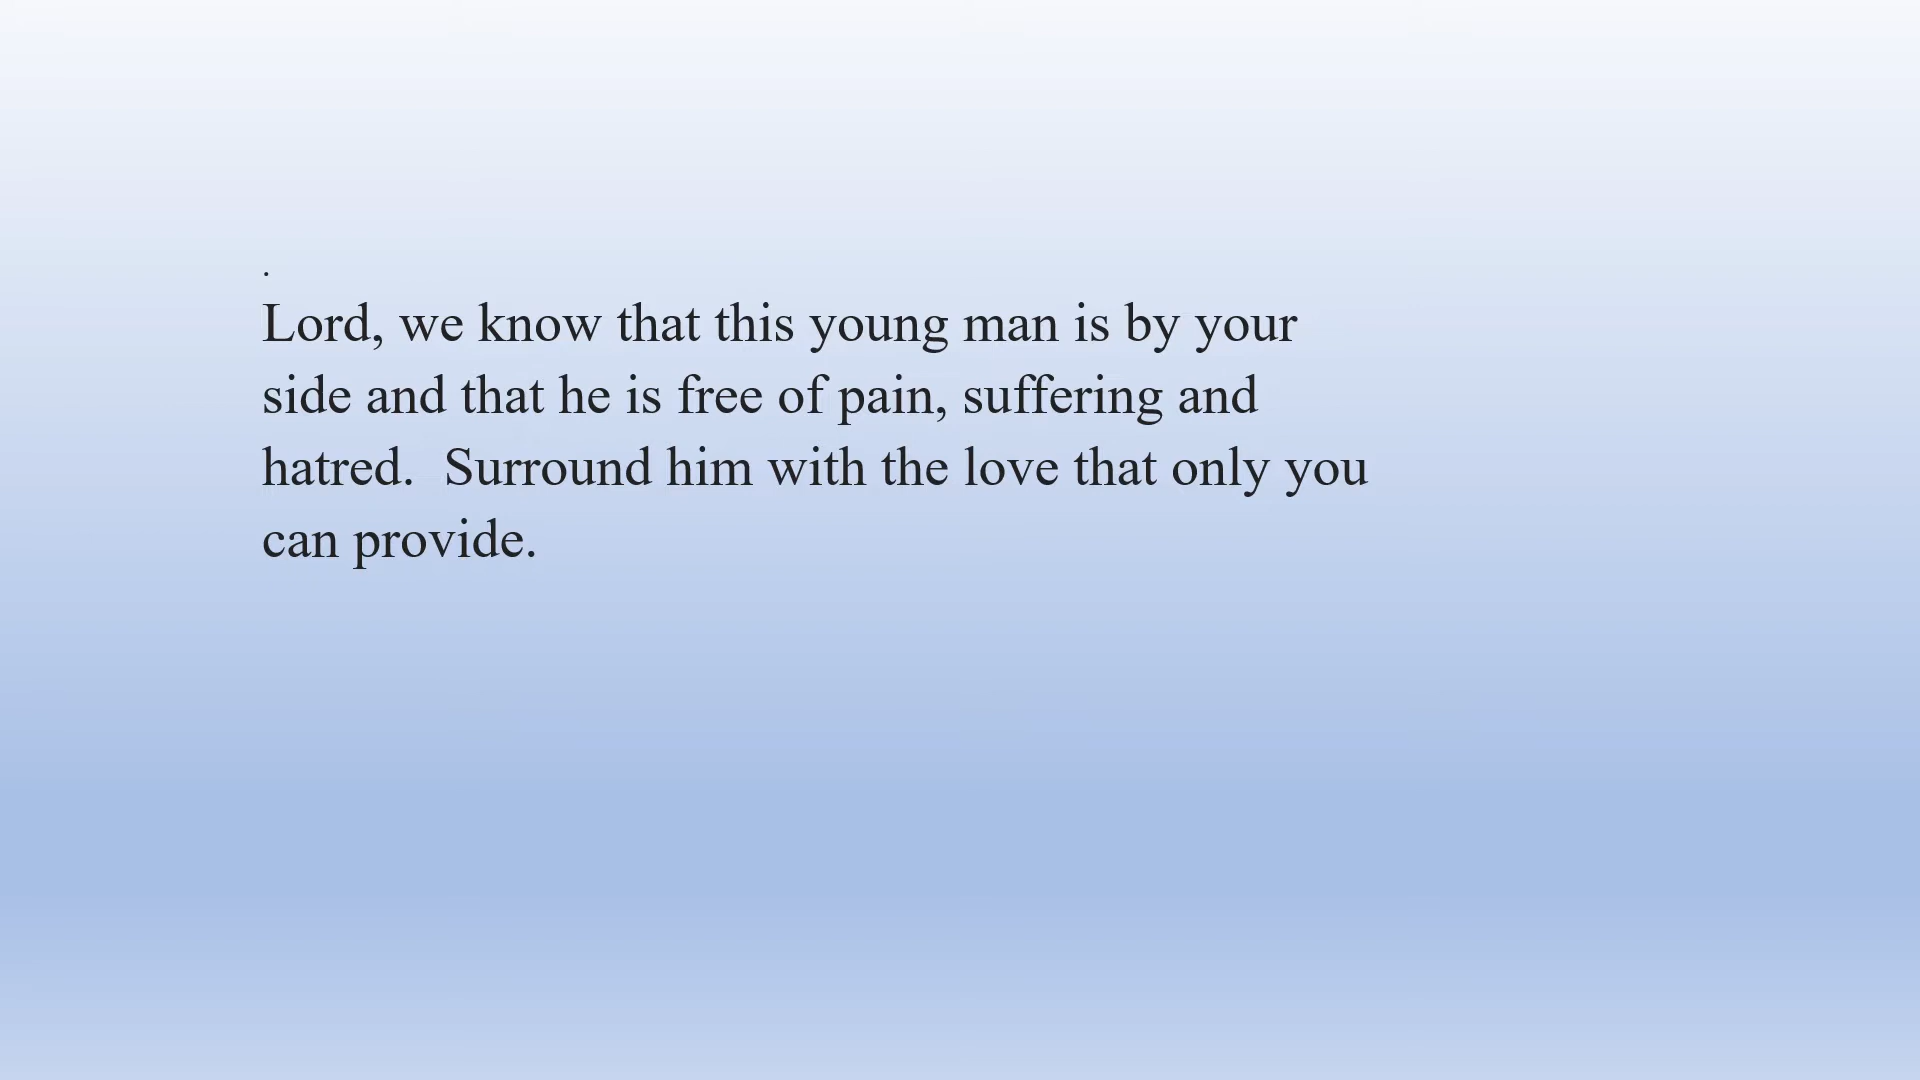 .
Lord, we know that this young man is by your
side and that he is free of pain, suffering and
hatred.  Surround him with the love that only you
can provide.